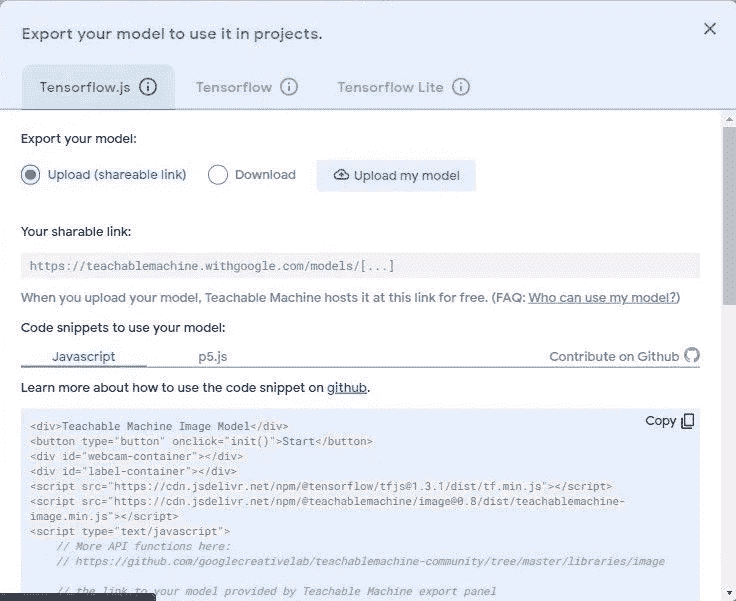 Export your model to use it in projects.
Tensorflow.js Tensorflow Tensorflow Lite
Export your model:
Upload (shareable link) Download Upload my model
Your sharable link:
https://teachablemachine.withgoogle.com/models/[...]
When you upload your model, Teachable Machine hosts it at this link for free. (FAQ: Who can use my model?)
Code snippets to use your model:
Javascript p5.js Contribute on Github
Learn more about how to use the code snippet on github.
Copy
<div>Teachable Machine Image Model</div>
<button type="button" onclick="init()">Start</button>
<div id="webcam-container"></div>
<div id="label-container"></div>
<script src="https://cdn.jsdelivr.net/npm/@tensorflow/tfjs@1.3.1/dist/tf.min.js"></script>
<script src="https://cdn.jsdelivr.net/npm/@teachablemachine/image@0.8/dist/teachablemachine-
image.min.js"></script>
<script type="text/javascript">
// More API functions here:
// https://github.com/googlecreativelab/teachablemachine-community/tree/master/libraries/image
// the link to your model provided by Teachable Machine export panel